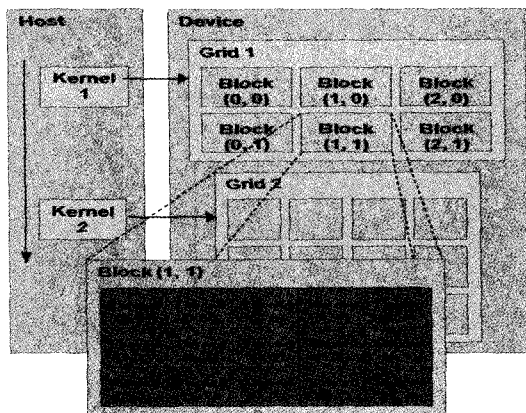 Host
Device
Grid 1
Kernel
1
Block
(0, 0)
Block
(1, 0)
Block
(2, 0)
Block
(0, 1)
Block
(1, 1)
Block
(2, 1)
Grid 2
Kernel
2
Block (1, 1)